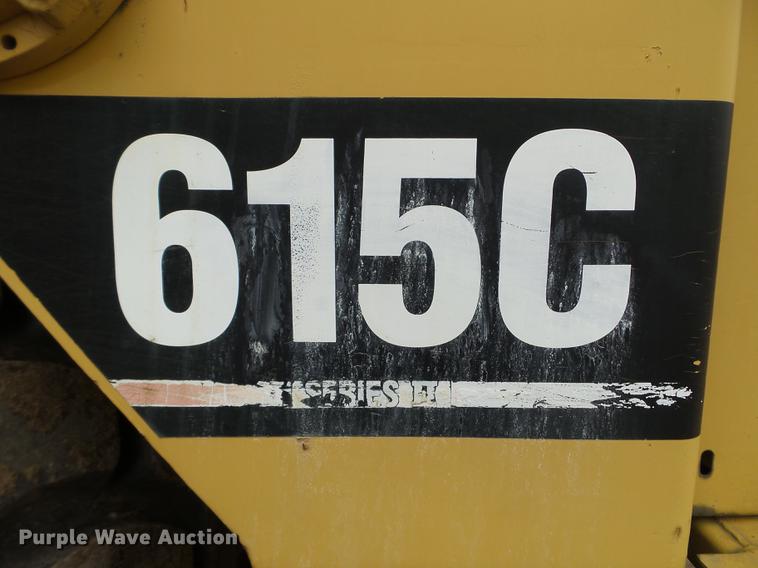 615C
SERIES II
Purple Wave Auction